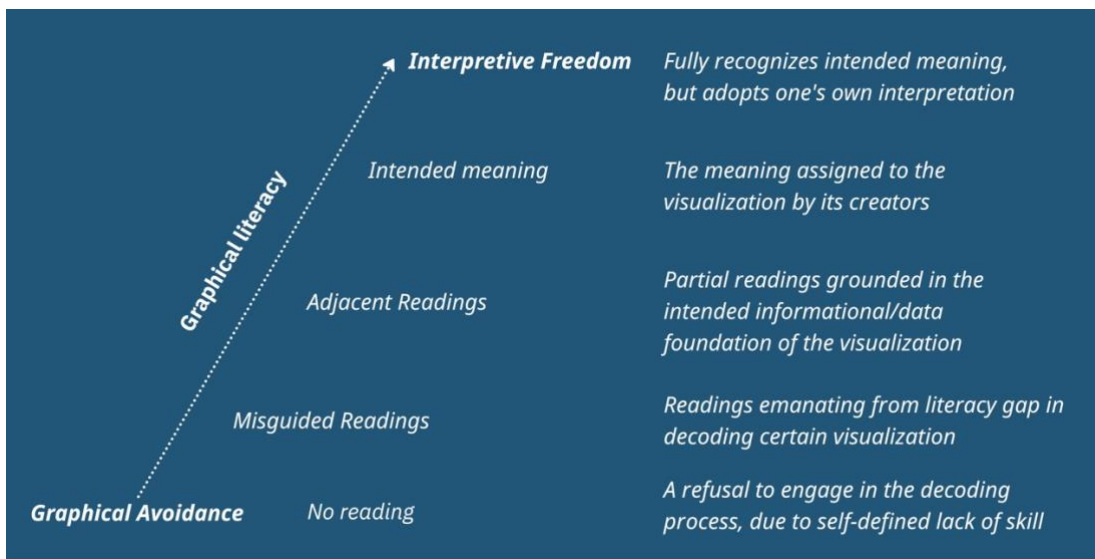 Interpretive Freedom
Fully recognizes intended meaning,
but adopts one's own interpretation
Intended meaning
The meaning assigned to the
visualization by its creators
Graphical literacy
Adjacent Readings
Partial readings grounded in the
intended informational/data
foundation of the visualization
Misguided Readings
Readings emanating from literacy gap in
decoding certain visualization
Graphical Avoidance
No reading
A refusal to engage in the decoding
process, due to self-defined lack of skill